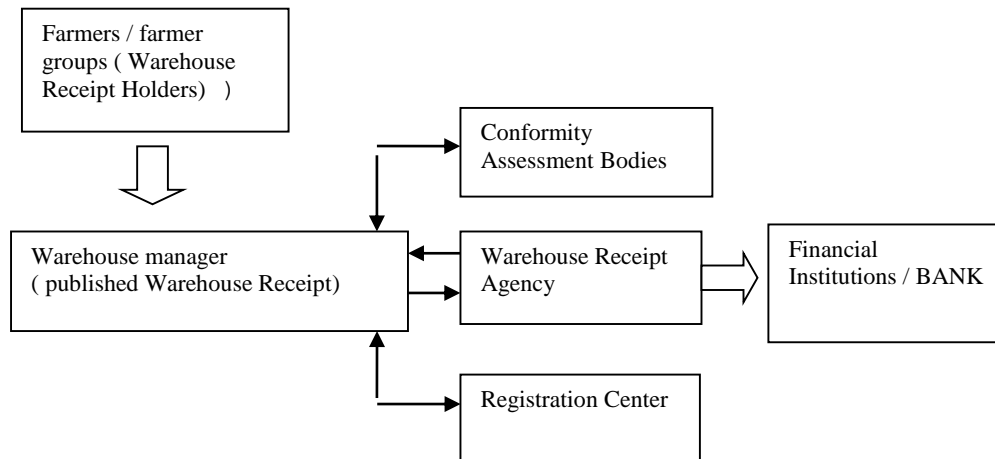 Farmers / farmer
groups ( Warehouse
Receipt Holders) )
Conformity
Assessment Bodies
Warehouse manager
( published Warehouse Receipt)
Warehouse Receipt
Agency
Financial
Institutions / BANK
Registration Center